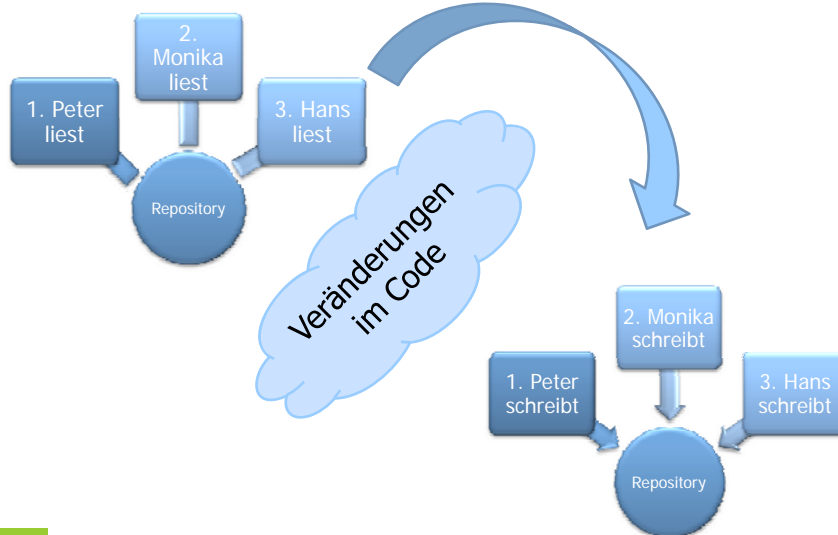 2.
Monika
liest
1. Peter
liest
3. Hans
liest
Repository
Veränderungen
im Code
2. Monika
schreibt
1. Peter
schreibt
3. Hans
schreibt
Repository